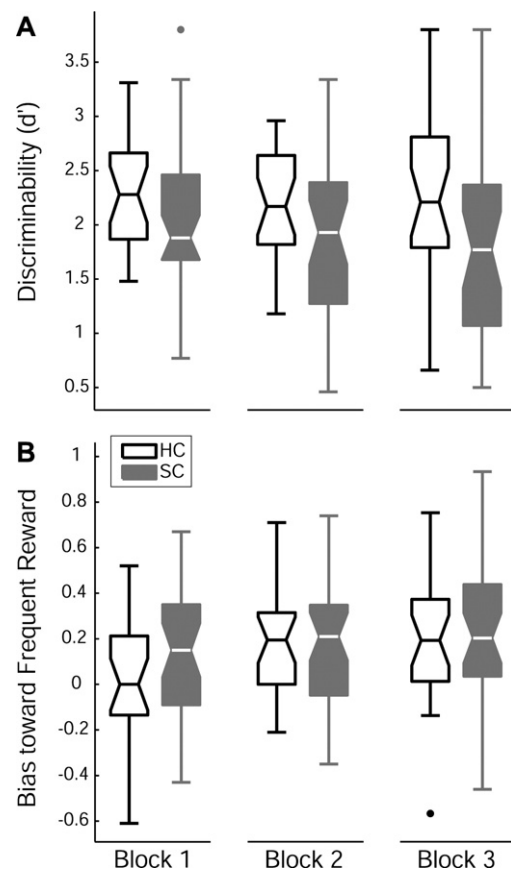 A
Discriminability (d')
3.5
3
2.5
2
1.5
1
0.5
B
Bias toward Frequent Reward
1
0.8
0.6
0.4
0.2
0
-0.2
-0.4
-0.6
HC
SC
Block 1
Block 2
Block 3